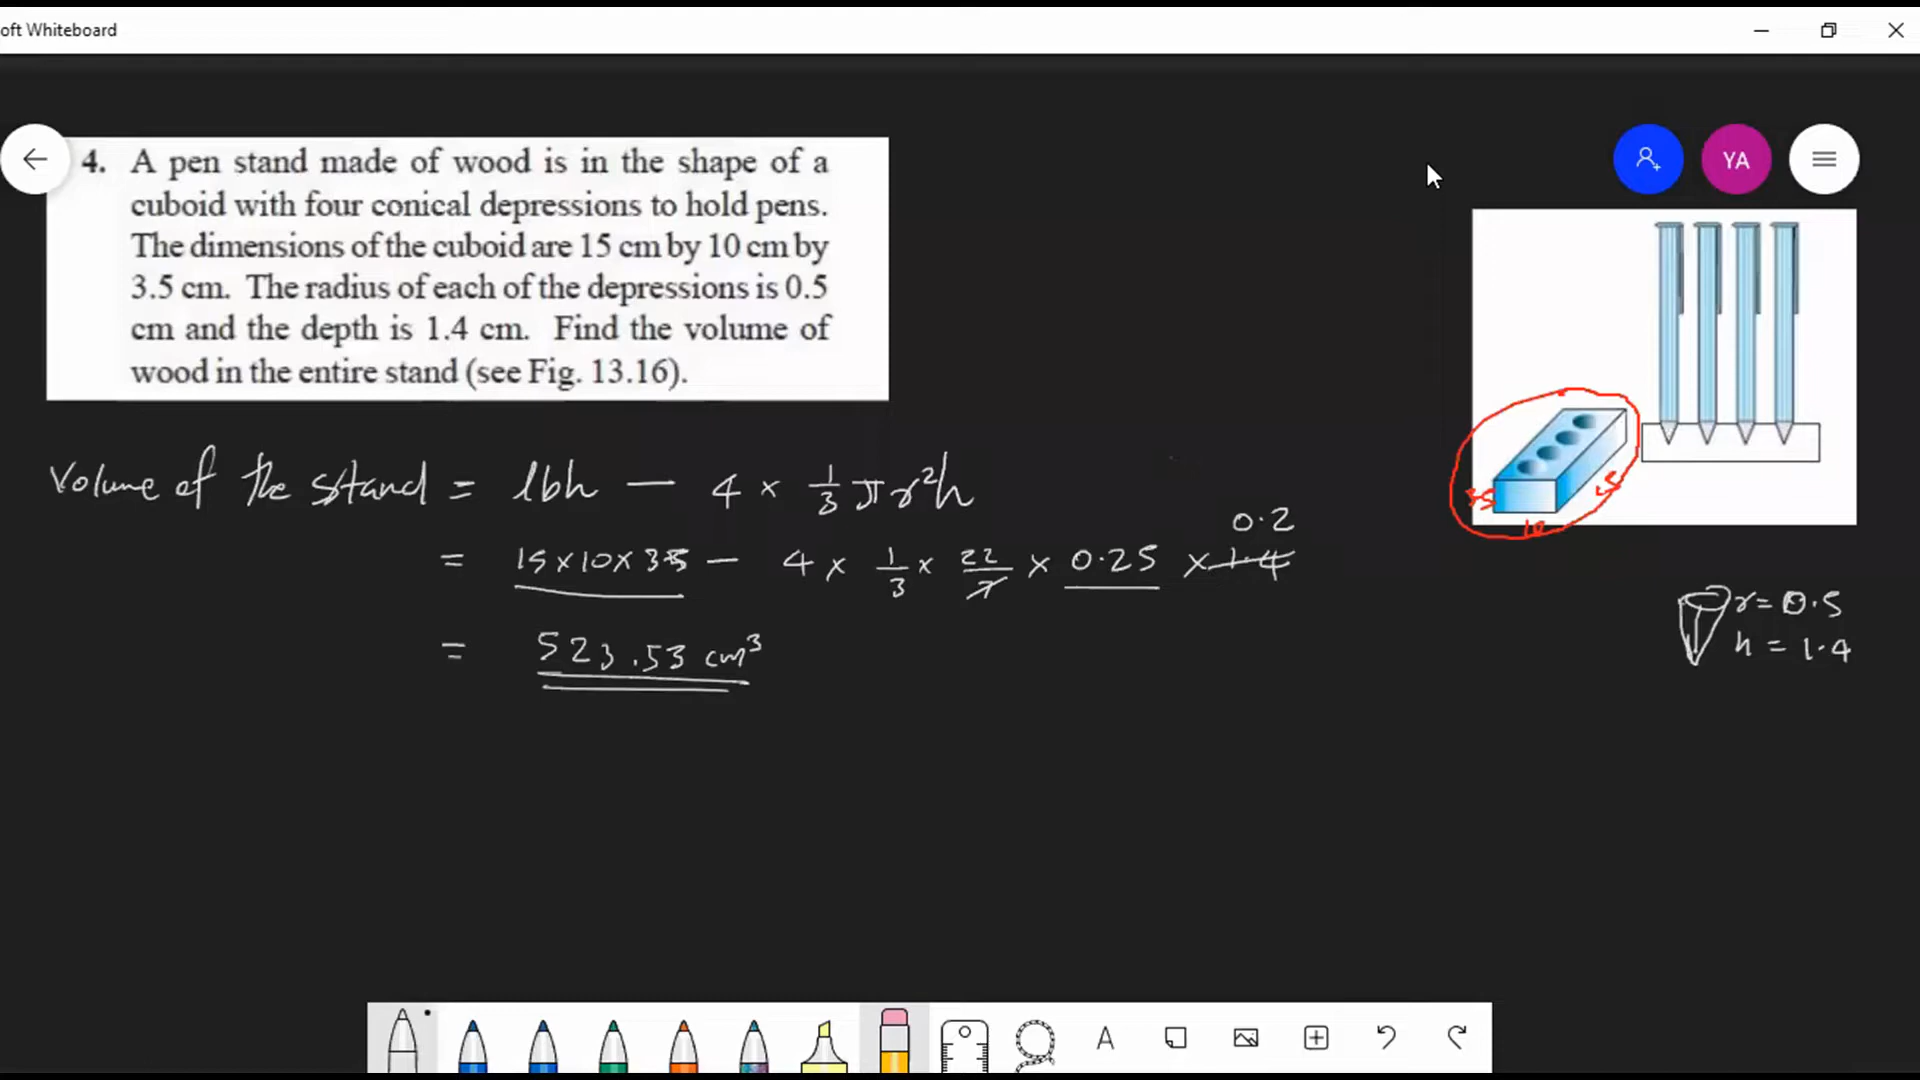 oft Whiteboard
4. A pen stand made of wood is in the shape of a
cuboid with four conical depressions to hold pens.
The dimensions of the cuboid are 15 cm by 10 cm by
3.5 cm. The radius of each of the depressions is 0.5
cm and the depth is 1.4 cm. Find the volume of
wood in the entire stand (see Fig. 13.16).
YA
3.5
15
10
Volume of the stand = lbh − 4 × 1/3 πr²h
0.2
= 15×10×3.5 − 4 × 1/3 × 22/7 × 0.25 × 1.4
= 523.53 cm³
r = 0.5
h = 1.4
A